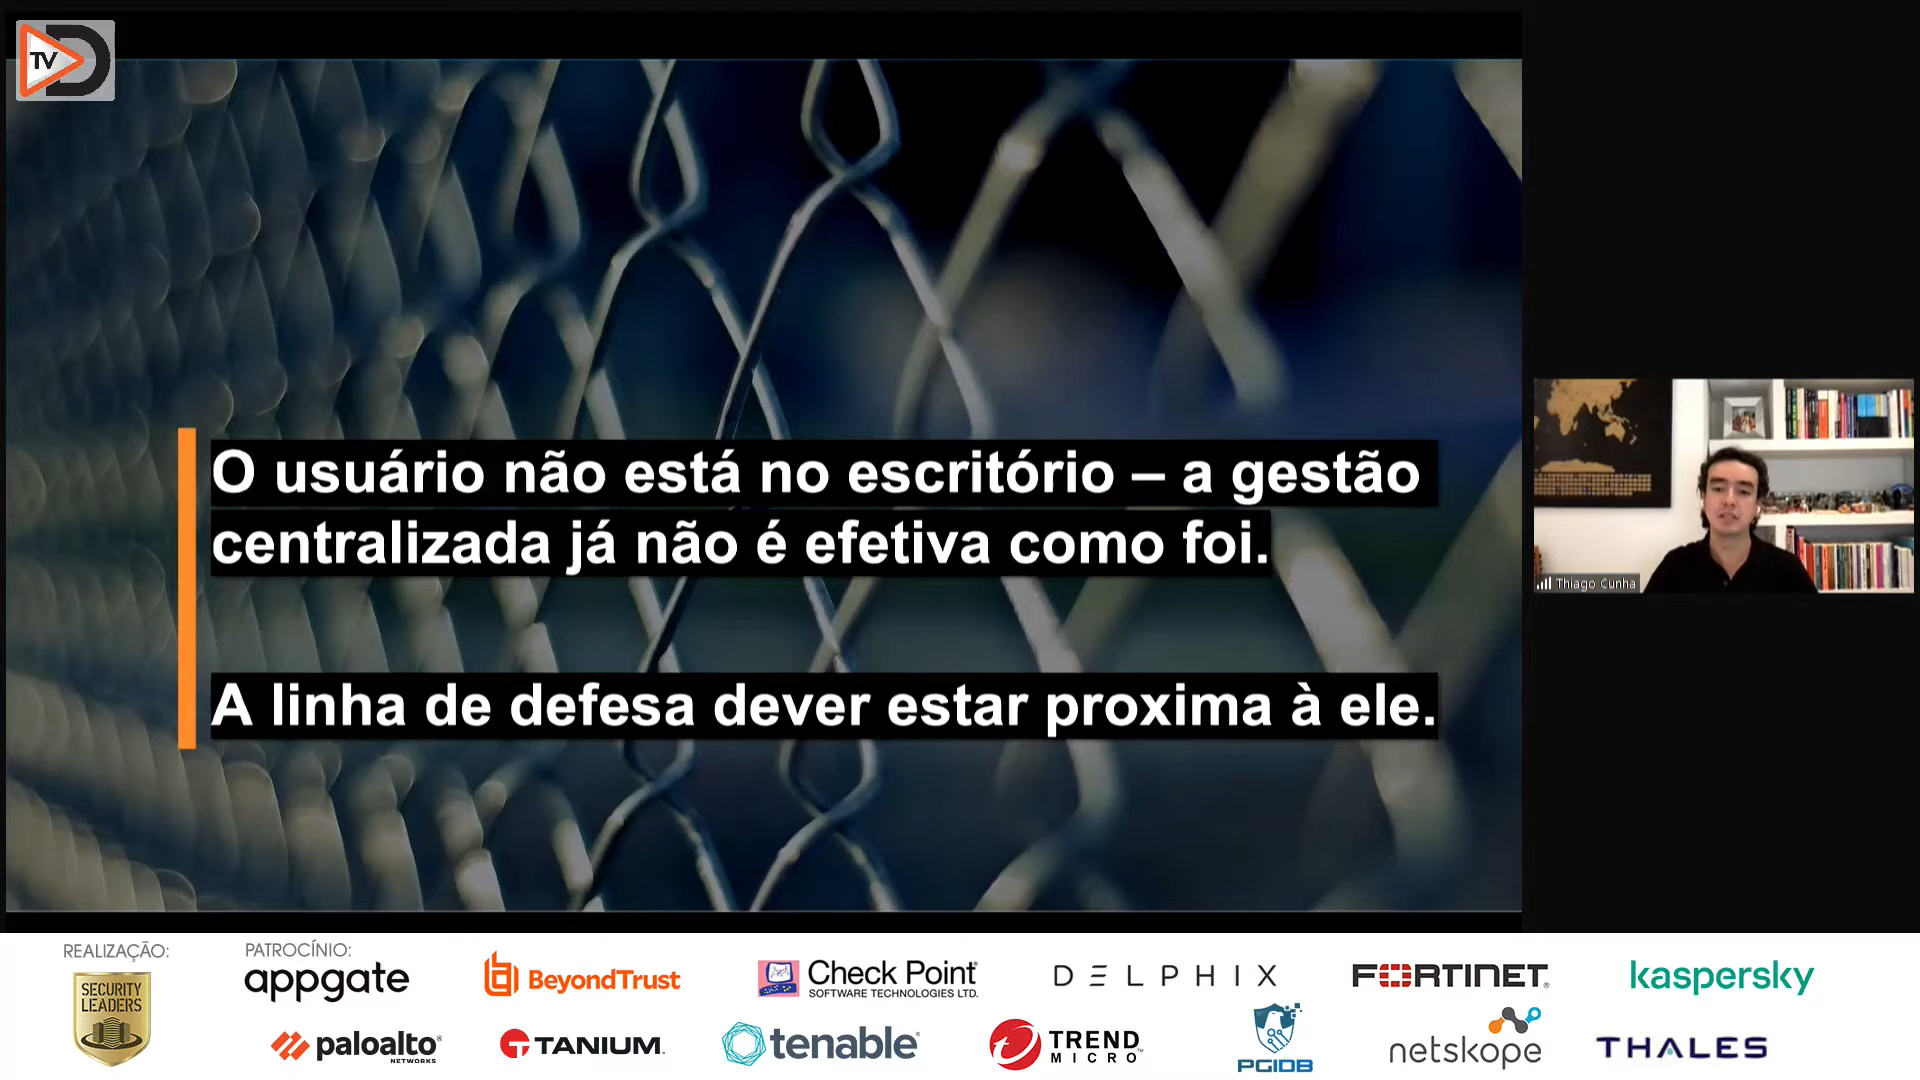 TV D
O usuário não está no escritório – a gestão
centralizada já não é efetiva como foi.
A linha de defesa dever estar proxima à ele.
Thiago Cunha
REALIZAÇÃO:
SECURITY
LEADERS
PATROCÍNIO:
appgate
BeyondTrust
Check Point
SOFTWARE TECHNOLOGIES LTD.
DELPHIX
FORTINET®
kaspersky
paloalto®
NETWORKS
TANIUM.
tenable®
TREND
MICRO™
PGIDB
netskope
THALES